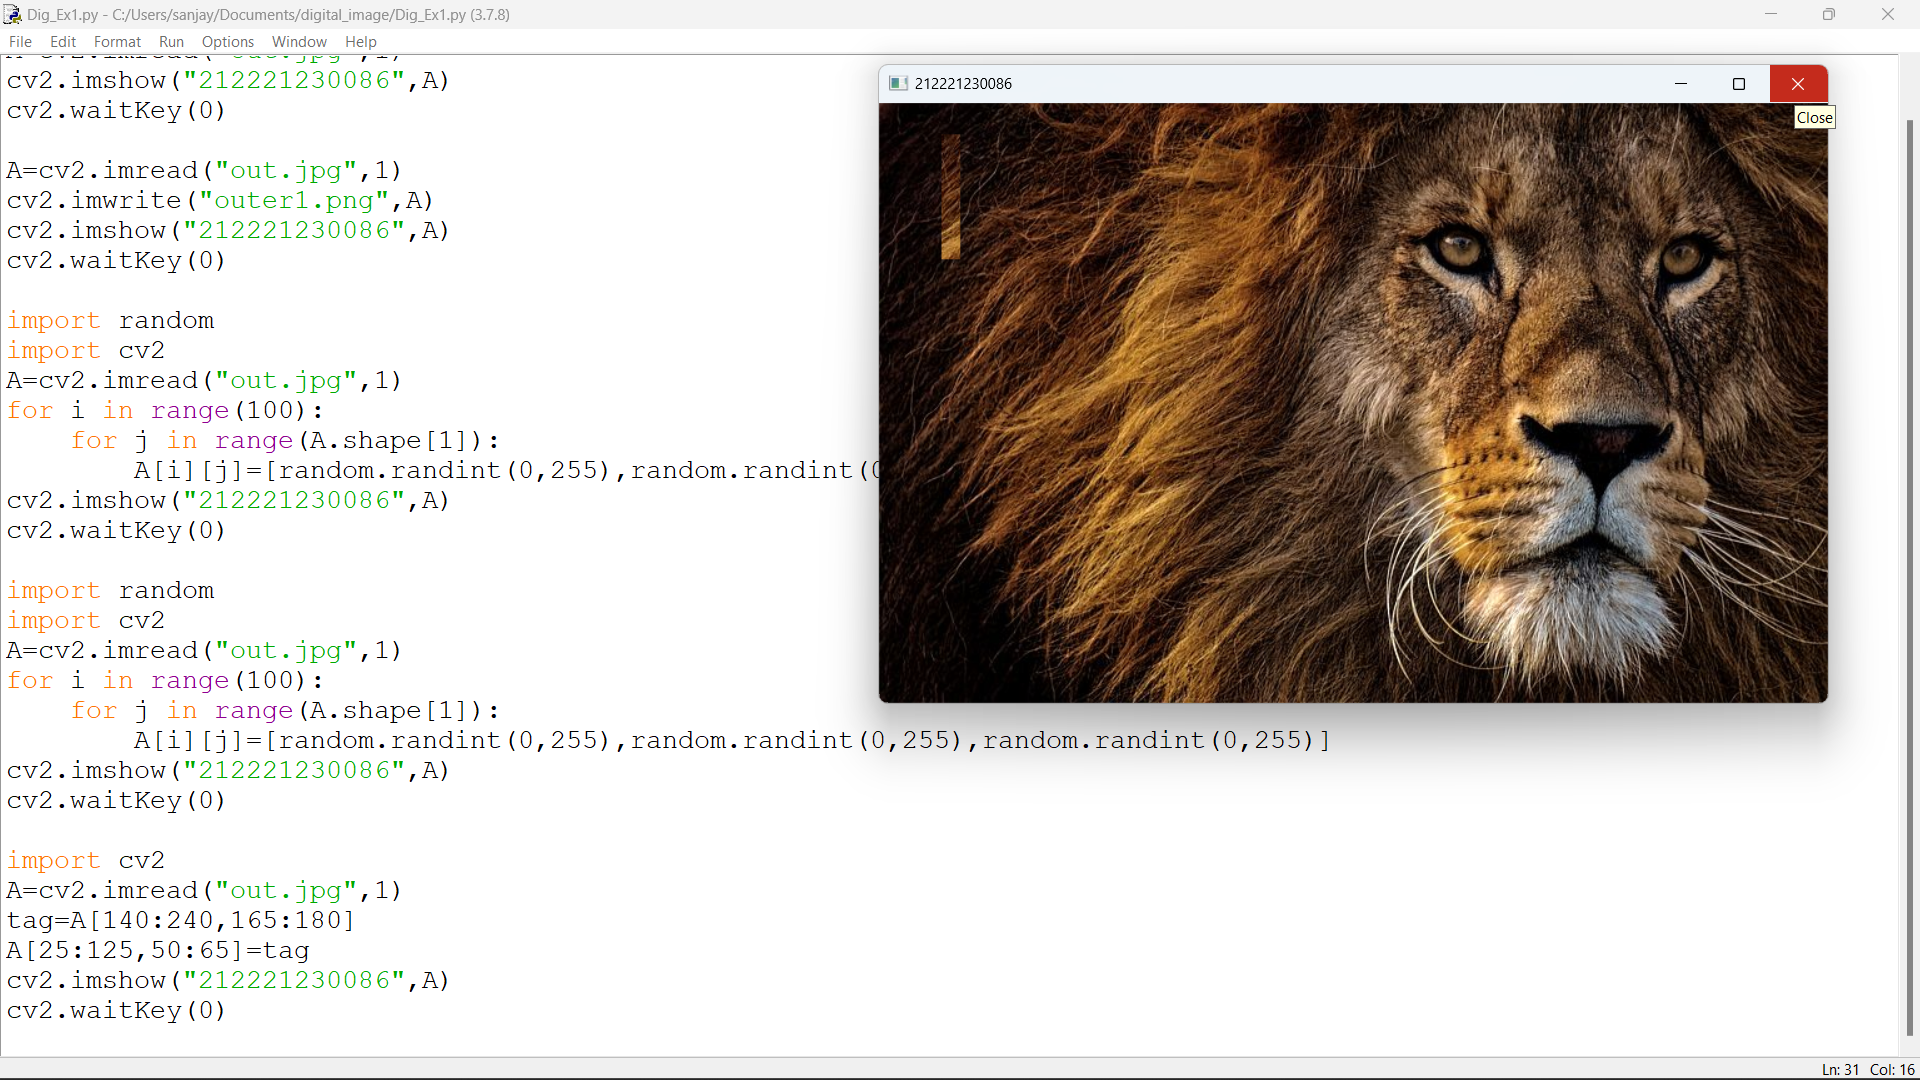 Dig_Ex1.py - C:/Users/sanjay/Documents/digital_image/Dig_Ex1.py (3.7.8)
File Edit Format Run Options Window Help
cv2.imshow("212221230086",A)
cv2.waitKey(0)
A=cv2.imread("out.jpg",1)
cv2.imwrite("outer1.png",A)
cv2.imshow("212221230086",A)
cv2.waitKey(0)
import random
import cv2
A=cv2.imread("out.jpg",1)
for i in range(100):
    for j in range(A.shape[1]):
        A[i][j]=[random.randint(0,255),random.randint(0
cv2.imshow("212221230086",A)
cv2.waitKey(0)
import random
import cv2
A=cv2.imread("out.jpg",1)
for i in range(100):
    for j in range(A.shape[1]):
        A[i][j]=[random.randint(0,255),random.randint(0,255),random.randint(0,255)]
cv2.imshow("212221230086",A)
cv2.waitKey(0)
import cv2
A=cv2.imread("out.jpg",1)
tag=A[140:240,165:180]
A[25:125,50:65]=tag
cv2.imshow("212221230086",A)
cv2.waitKey(0)
212221230086
Close
Ln: 31 Col: 16